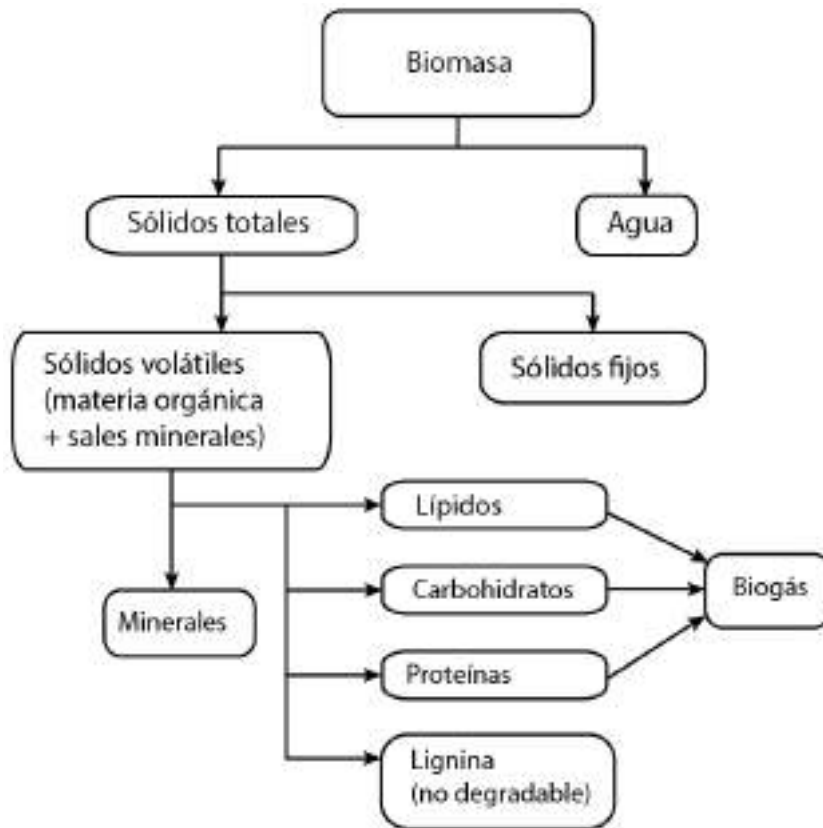 Biomasa
Sólidos totales
Agua
Sólidos volátiles
(materia orgánica
+ sales minerales)
Sólidos fijos
Lípidos
Carbohidratos
Biogás
Minerales
Proteínas
Lignina
(no degradable)